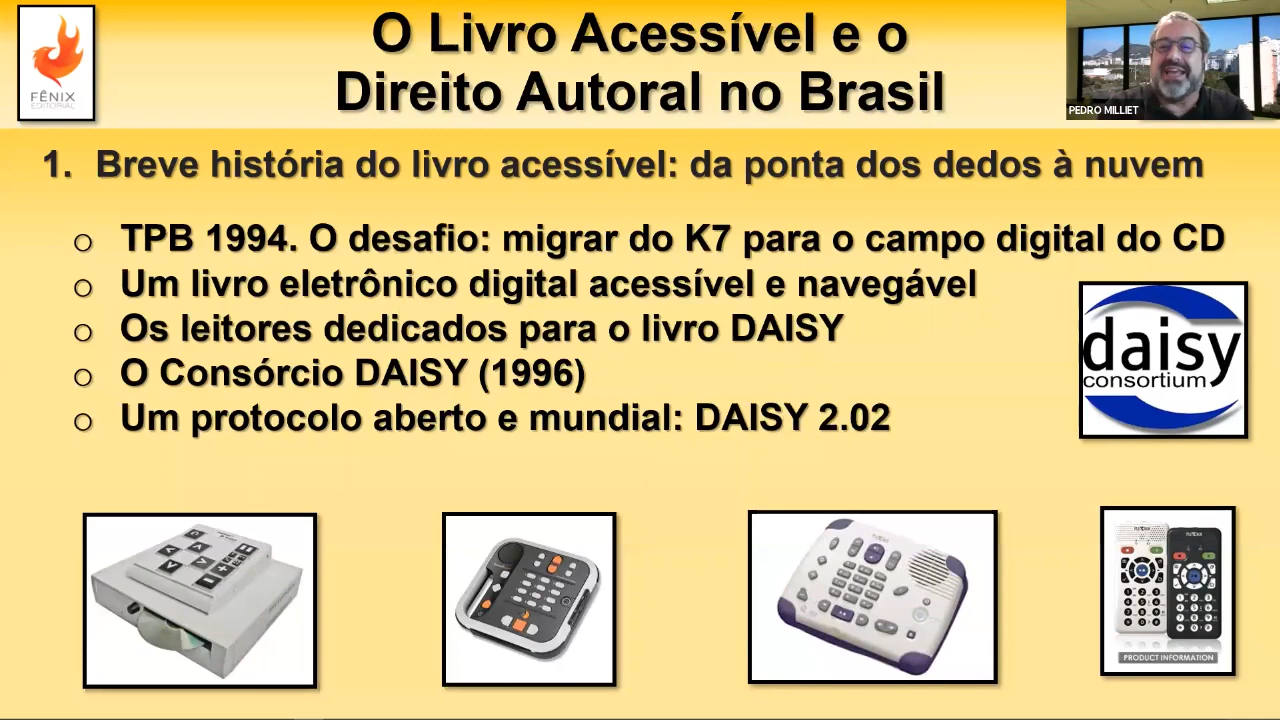 O Livro Acessível e o
Direito Autoral no Brasil
FÊNIX
EDITORIAL
PEDRO MILLIET
1. Breve história do livro acessível: da ponta dos dedos à nuvem
o TPB 1994. O desafio: migrar do K7 para o campo digital do CD
o Um livro eletrônico digital acessível e navegável
o Os leitores dedicados para o livro DAISY
o O Consórcio DAISY (1996)
o Um protocolo aberto e mundial: DAISY 2.02
daisy
consortium
PRODUCT INFORMATION